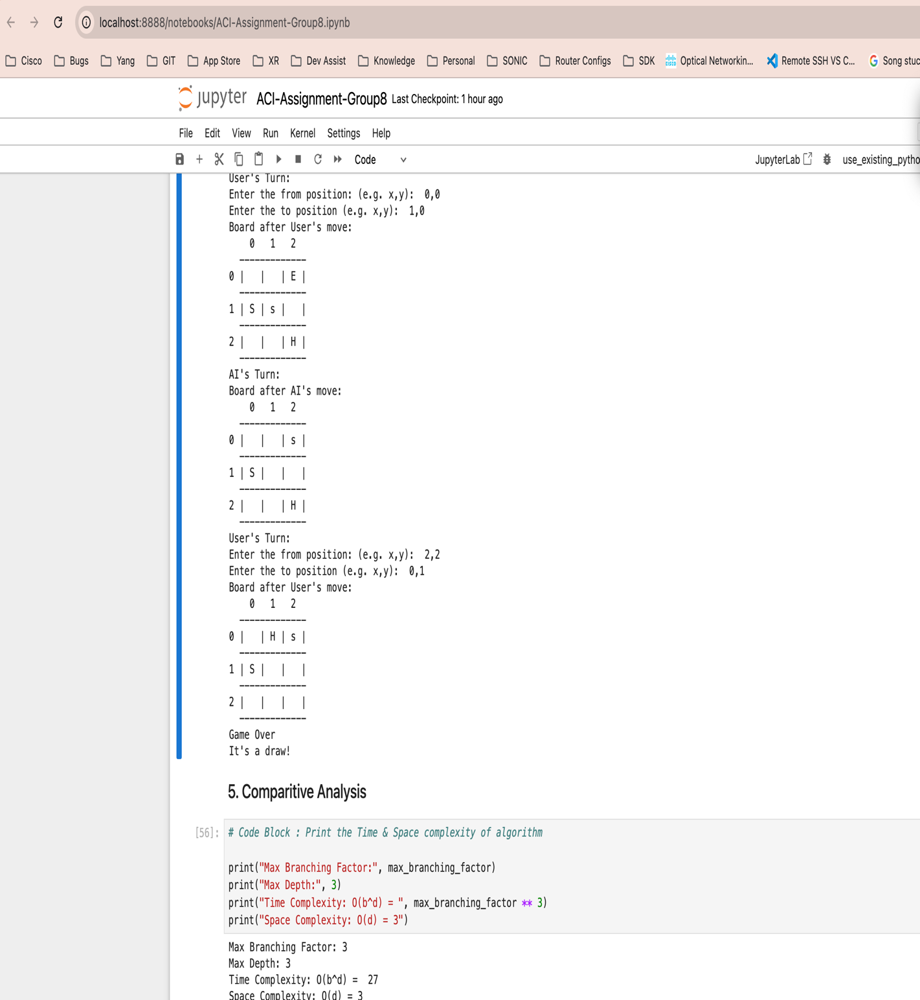 localhost:8888/notebooks/ACI-Assignment-Group8.ipynb
Cisco Bugs Yang GIT App Store XR Dev Assist Knowledge Personal SONIC Router Configs SDK Optical Networkin... Remote SSH VS C... Song stuc
jupyter ACI-Assignment-Group8 Last Checkpoint: 1 hour ago
File Edit View Run Kernel Settings Help
Code JupyterLab use_existing_pytho
User's Turn:
Enter the from position: (e.g. x,y):  0,0
Enter the to position (e.g. x,y):  1,0
Board after User's move:
    0   1   2
  -------------
0 |   |   | E |
  -------------
1 | S | s |   |
  -------------
2 |   |   | H |
  -------------
AI's Turn:
Board after AI's move:
    0   1   2
  -------------
0 |   |   | s |
  -------------
1 | S |   |   |
  -------------
2 |   |   | H |
  -------------
User's Turn:
Enter the from position: (e.g. x,y):  2,2
Enter the to position (e.g. x,y):  0,1
Board after User's move:
    0   1   2
  -------------
0 |   | H | s |
  -------------
1 | S |   |   |
  -------------
2 |   |   |   |
  -------------
Game Over
It's a draw!
5. Comparitive Analysis
[56]: # Code Block : Print the Time & Space complexity of algorithm
print("Max Branching Factor:", max_branching_factor)
print("Max Depth:", 3)
print("Time Complexity: O(b^d) = ", max_branching_factor ** 3)
print("Space Complexity: O(d) = 3")
Max Branching Factor: 3
Max Depth: 3
Time Complexity: O(b^d) =  27
Space Complexity: O(d) = 3